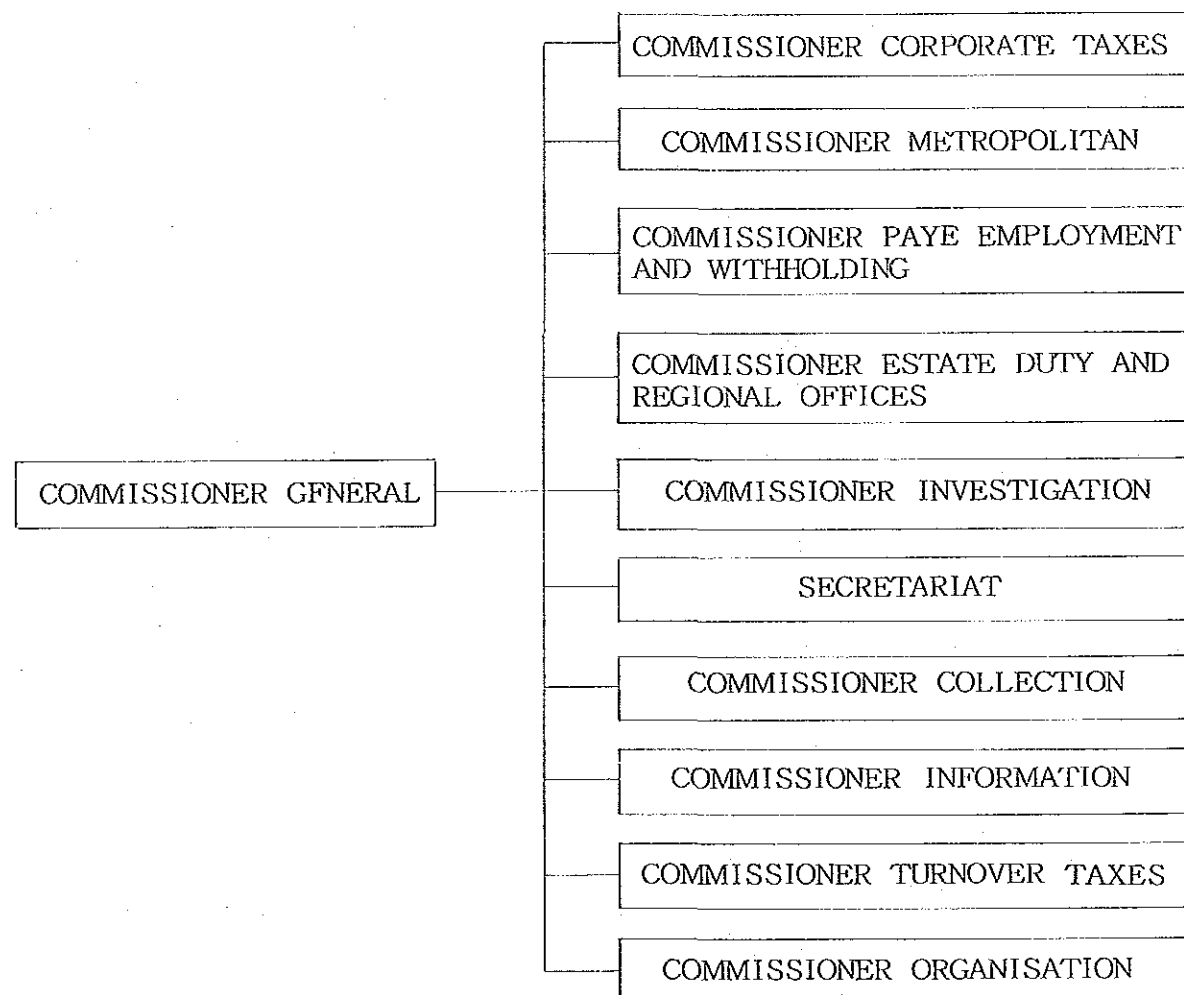 COMMISSIONER CORPORATE TAXES
COMMISSIONER METROPOLITAN
COMMISSIONER PAYE EMPLOYMENT
AND WITHHOLDING
COMMISSIONER ESTATE DUTY AND
REGIONAL OFFICES
COMMISSIONER GFNERAL
COMMISSIONER INVESTIGATION
SECRETARIAT
COMMISSIONER COLLECTION
COMMISSIONER INFORMATION
COMMISSIONER TURNOVER TAXES
COMMISSIONER ORGANISATION